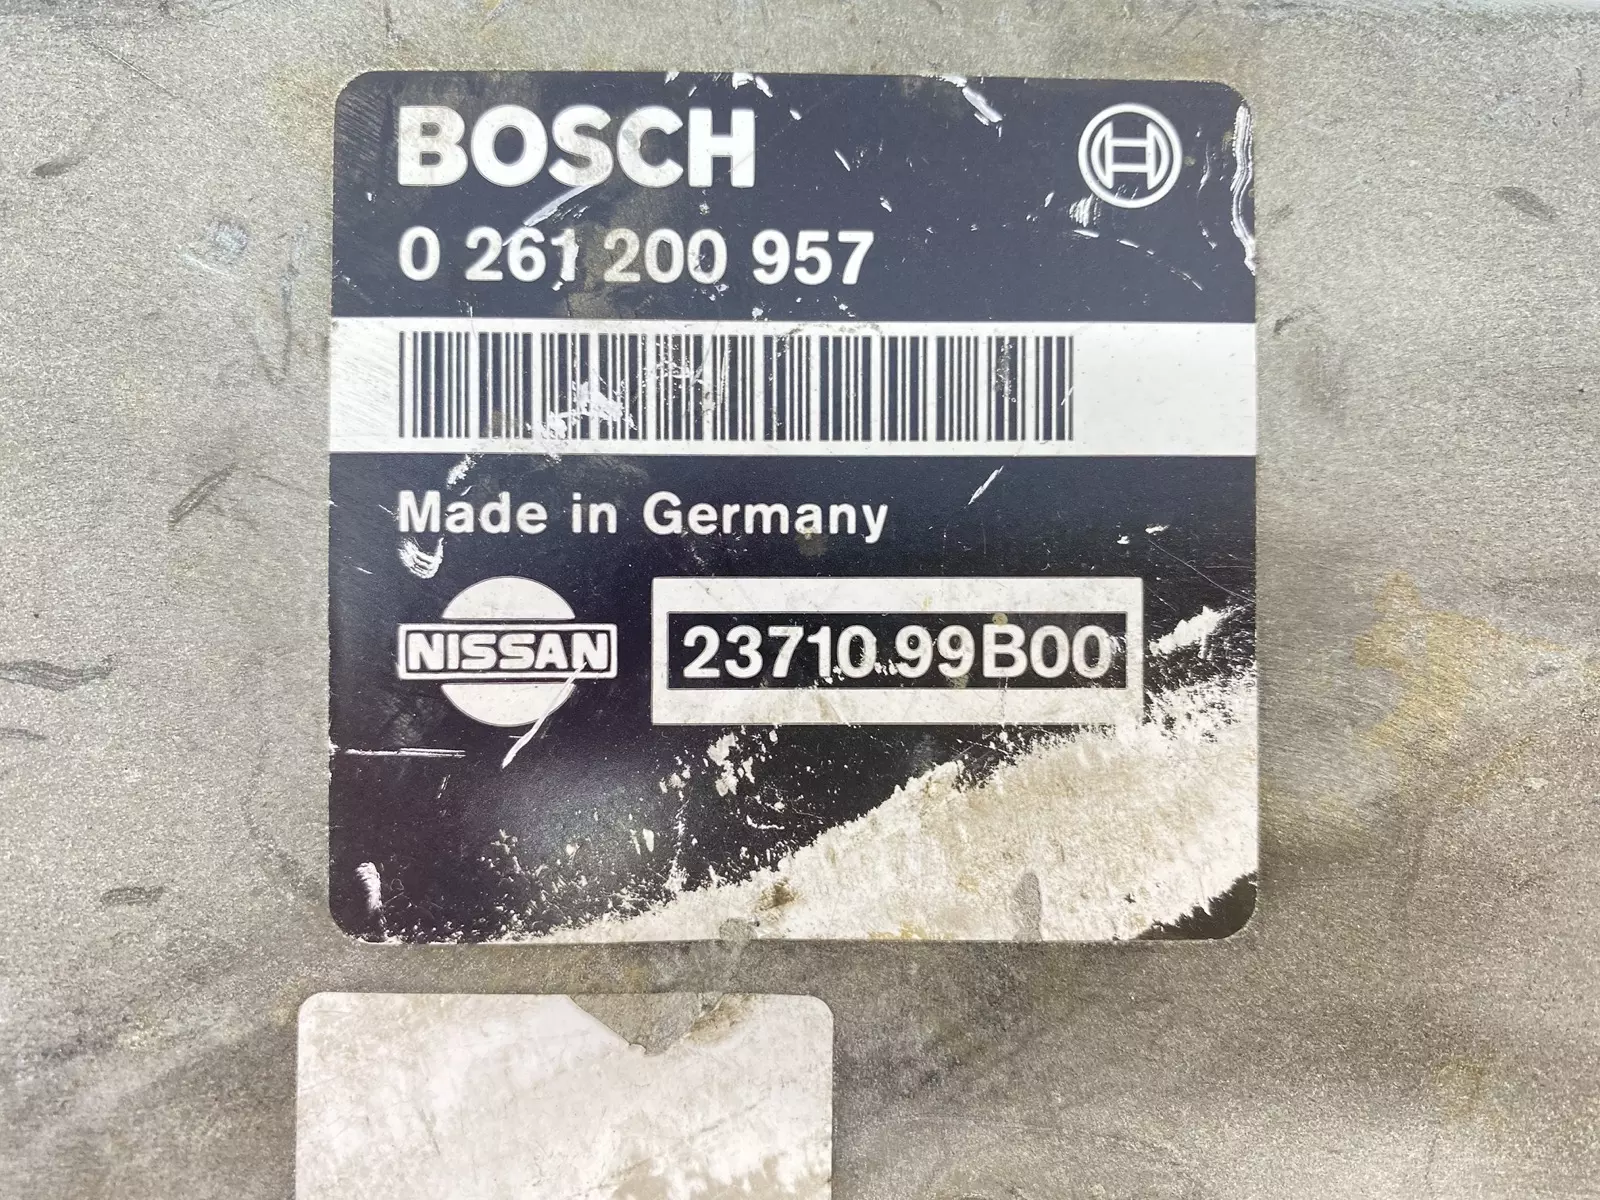 BOSCH
0 261 200 957
Made in Germany
NISSAN
23710 99B00